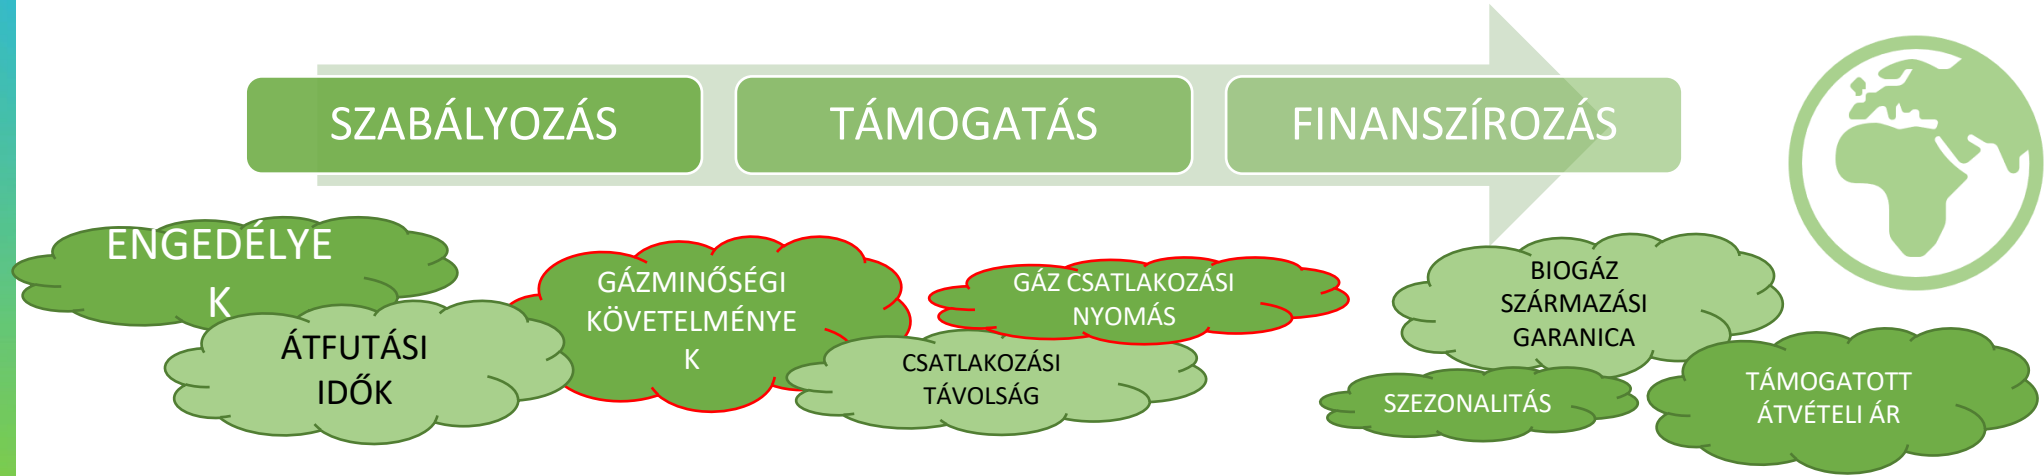 SZABÁLYOZÁS
TÁMOGATÁS
FINANSZÍROZÁS
ENGEDÉLYE
K
ÁTFUTÁSI
IDŐK
GÁZMINŐSÉGI
KÖVETELMÉNYE
K
GÁZ CSATLAKOZÁSI
NYOMÁS
CSATLAKOZÁSI
TÁVOLSÁG
BIOGÁZ
SZÁRMAZÁSI
GARANICA
SZEZONALITÁS
TÁMOGATOTT
ÁTVÉTELI ÁR